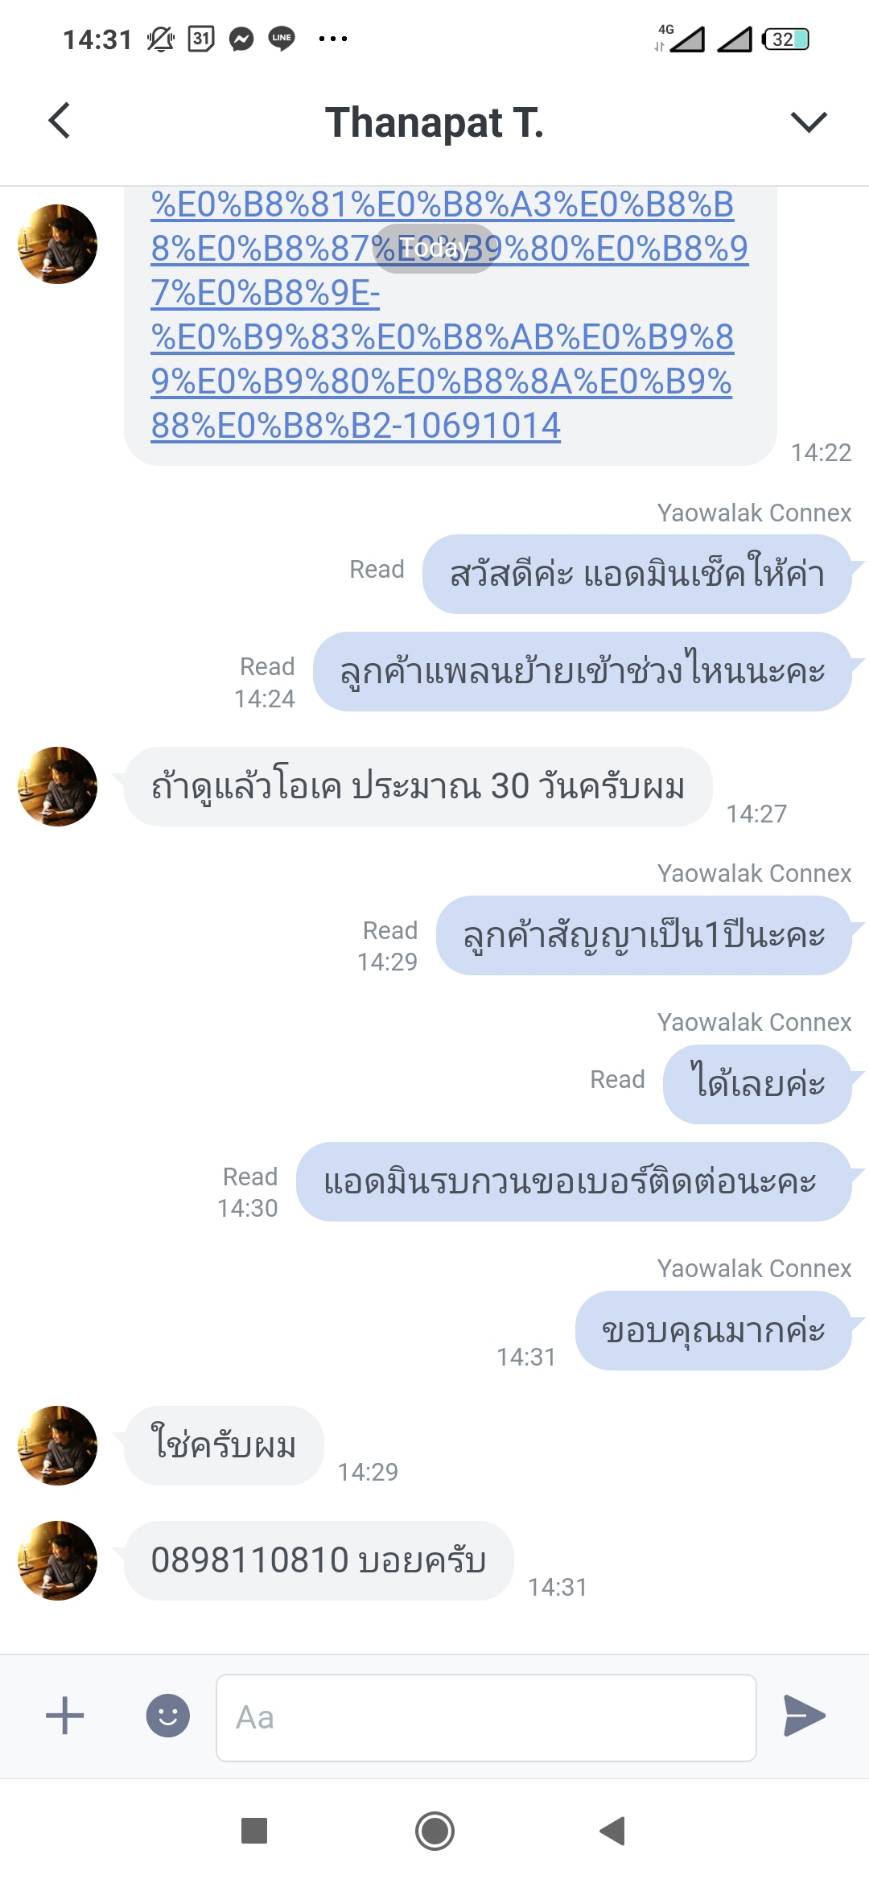 14:31
31
LINE
4G
32
Thanapat T.
%E0%B8%81%E0%B8%A3%E0%B8%B
8%E0%B8%87%E0%B9%80%E0%B8%9
Today
7%E0%B8%9E-
%E0%B9%83%E0%B8%AB%E0%B9%8
9%E0%B9%80%E0%B8%8A%E0%B9%
88%E0%B8%B2-10691014
14:22
Yaowalak Connex
Read
สวัสดีค่ะ แอดมินเช็คให้ค่า
Read
14:24
ลูกค้าแพลนย้ายเข้าช่วงไหนนะคะ
ถ้าดูแล้วโอเค ประมาณ 30 วันครับผม
14:27
Yaowalak Connex
Read
14:29
ลูกค้าสัญญาเป็น1ปีนะคะ
Yaowalak Connex
Read
ได้เลยค่ะ
Read
14:30
แอดมินรบกวนขอเบอร์ติดต่อนะคะ
Yaowalak Connex
14:31
ขอบคุณมากค่ะ
ใช่ครับผม
14:29
0898110810 บอยครับ
14:31
Aa